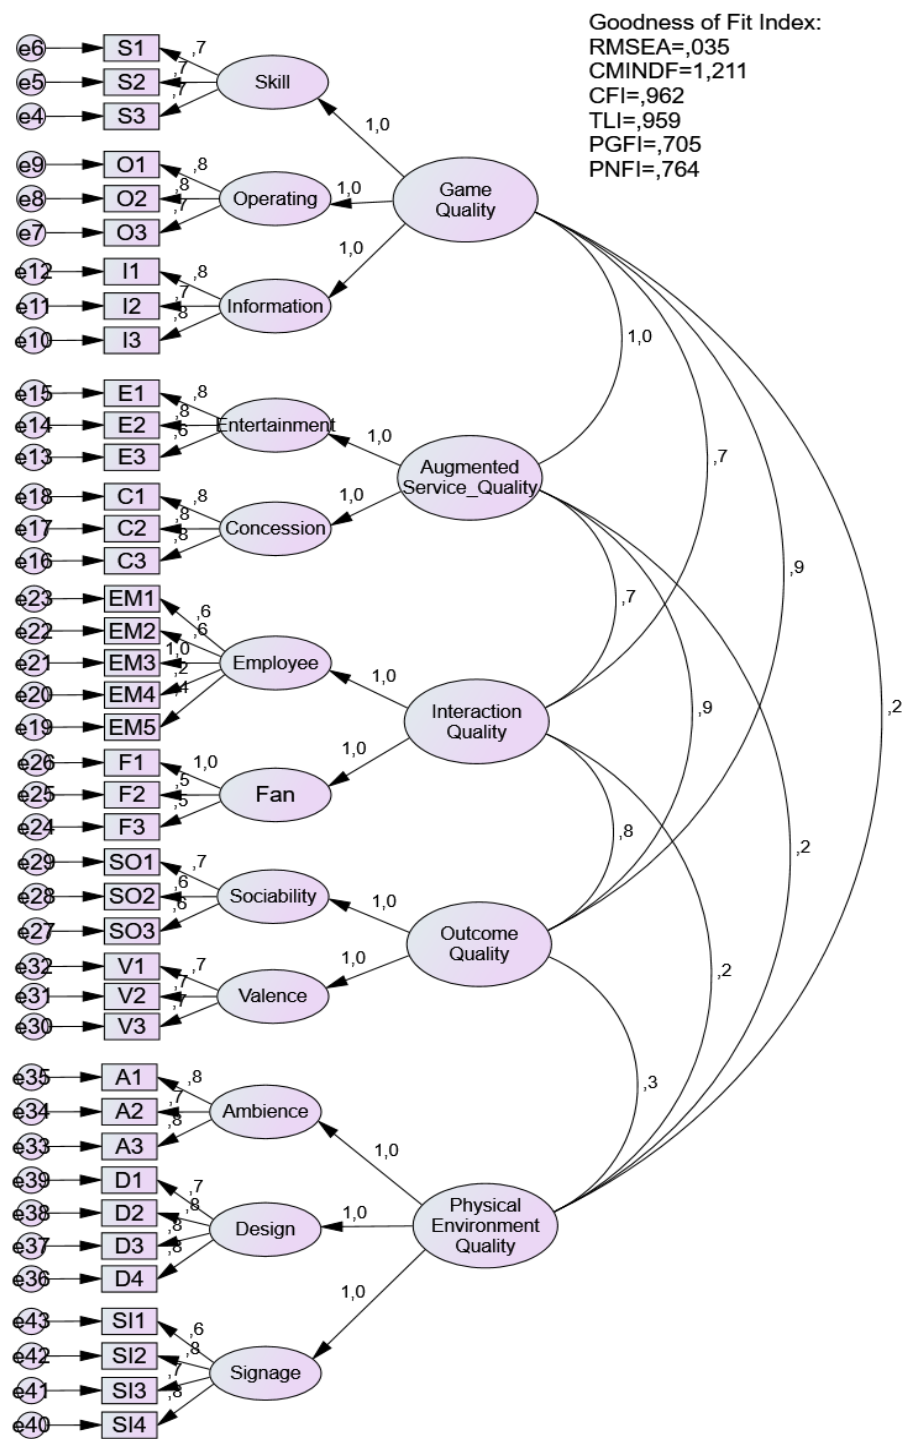 Goodness of Fit Index:
RMSEA=,035
CMINDF=1,211
CFI=,962
TLI=,959
PGFI=,705
PNFI=,764
e6 S1 ,7
e5 S2 ,7 Skill
e4 S3 ,7
1,0
e9 O1 ,8
e8 O2 ,8 Operating 1,0
e7 O3 ,7
Game
Quality
1,0
e12 I1 ,8
e11 I2 ,7 Information
e10 I3 ,8
1,0
e15 E1 ,8
e14 E2 ,8 Entertainment 1,0
e13 E3 ,6
Augmented
Service_Quality
,7
e18 C1 ,8 1,0
e17 C2 ,8 Concession
e16 C3 ,8
,9
e23 EM1 ,6
,7
e22 EM2 ,6
e21 EM3 1,0 Employee 1,0
e20 EM4 ,2
e19 EM5 ,4
Interaction
Quality
,9
,2
e26 F1 1,0 1,0
e25 F2 ,5 Fan
e24 F3 ,5
,8
,2
e29 SO1 ,7
e28 SO2 ,6 Sociability 1,0
e27 SO3 ,6
Outcome
Quality
e32 V1 ,7 1,0
e31 V2 ,7 Valence
e30 V3 ,7
,2
e35 A1 ,8
,3
e34 A2 ,7 Ambience
e33 A3 ,8
1,0
e39 D1 ,7
e38 D2 ,8 Design 1,0
e37 D3 ,8
e36 D4 ,8
Physical
Environment
Quality
1,0
e43 SI1 ,6
e42 SI2 ,8 Signage
e41 SI3 ,7
e40 SI4 ,8